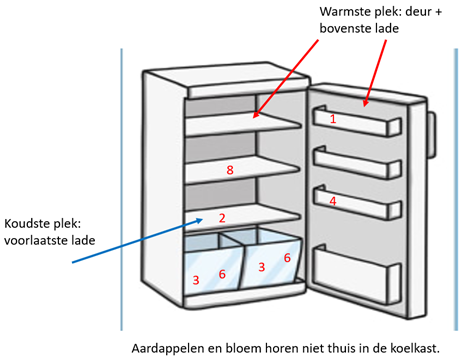 Warmste plek: deur +
bovenste lade
1
8
4
Koudste plek:
voorlaatste lade
2
3 6 3 6
Aardappelen en bloem horen niet thuis in de koelkast.